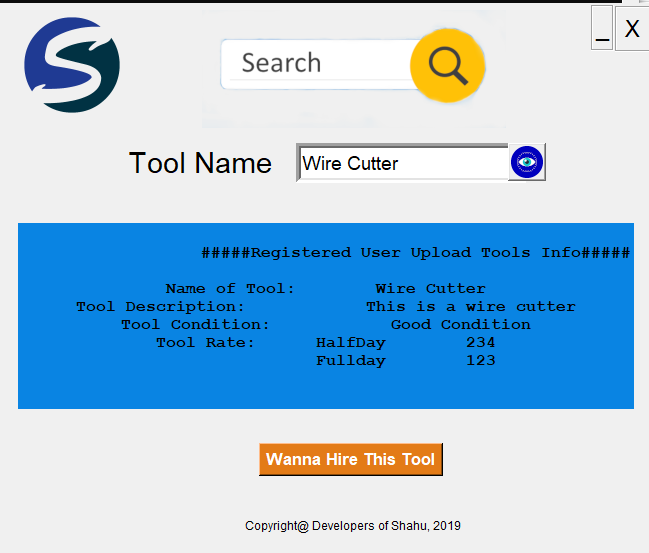 _ X
Search
Tool Name Wire Cutter
#####Registered User Upload Tools Info#####
Name of Tool: Wire Cutter
Tool Description: This is a wire cutter
Tool Condition: Good Condition
Tool Rate: HalfDay 234
Fullday 123
Wanna Hire This Tool
Copyright@ Developers of Shahu, 2019